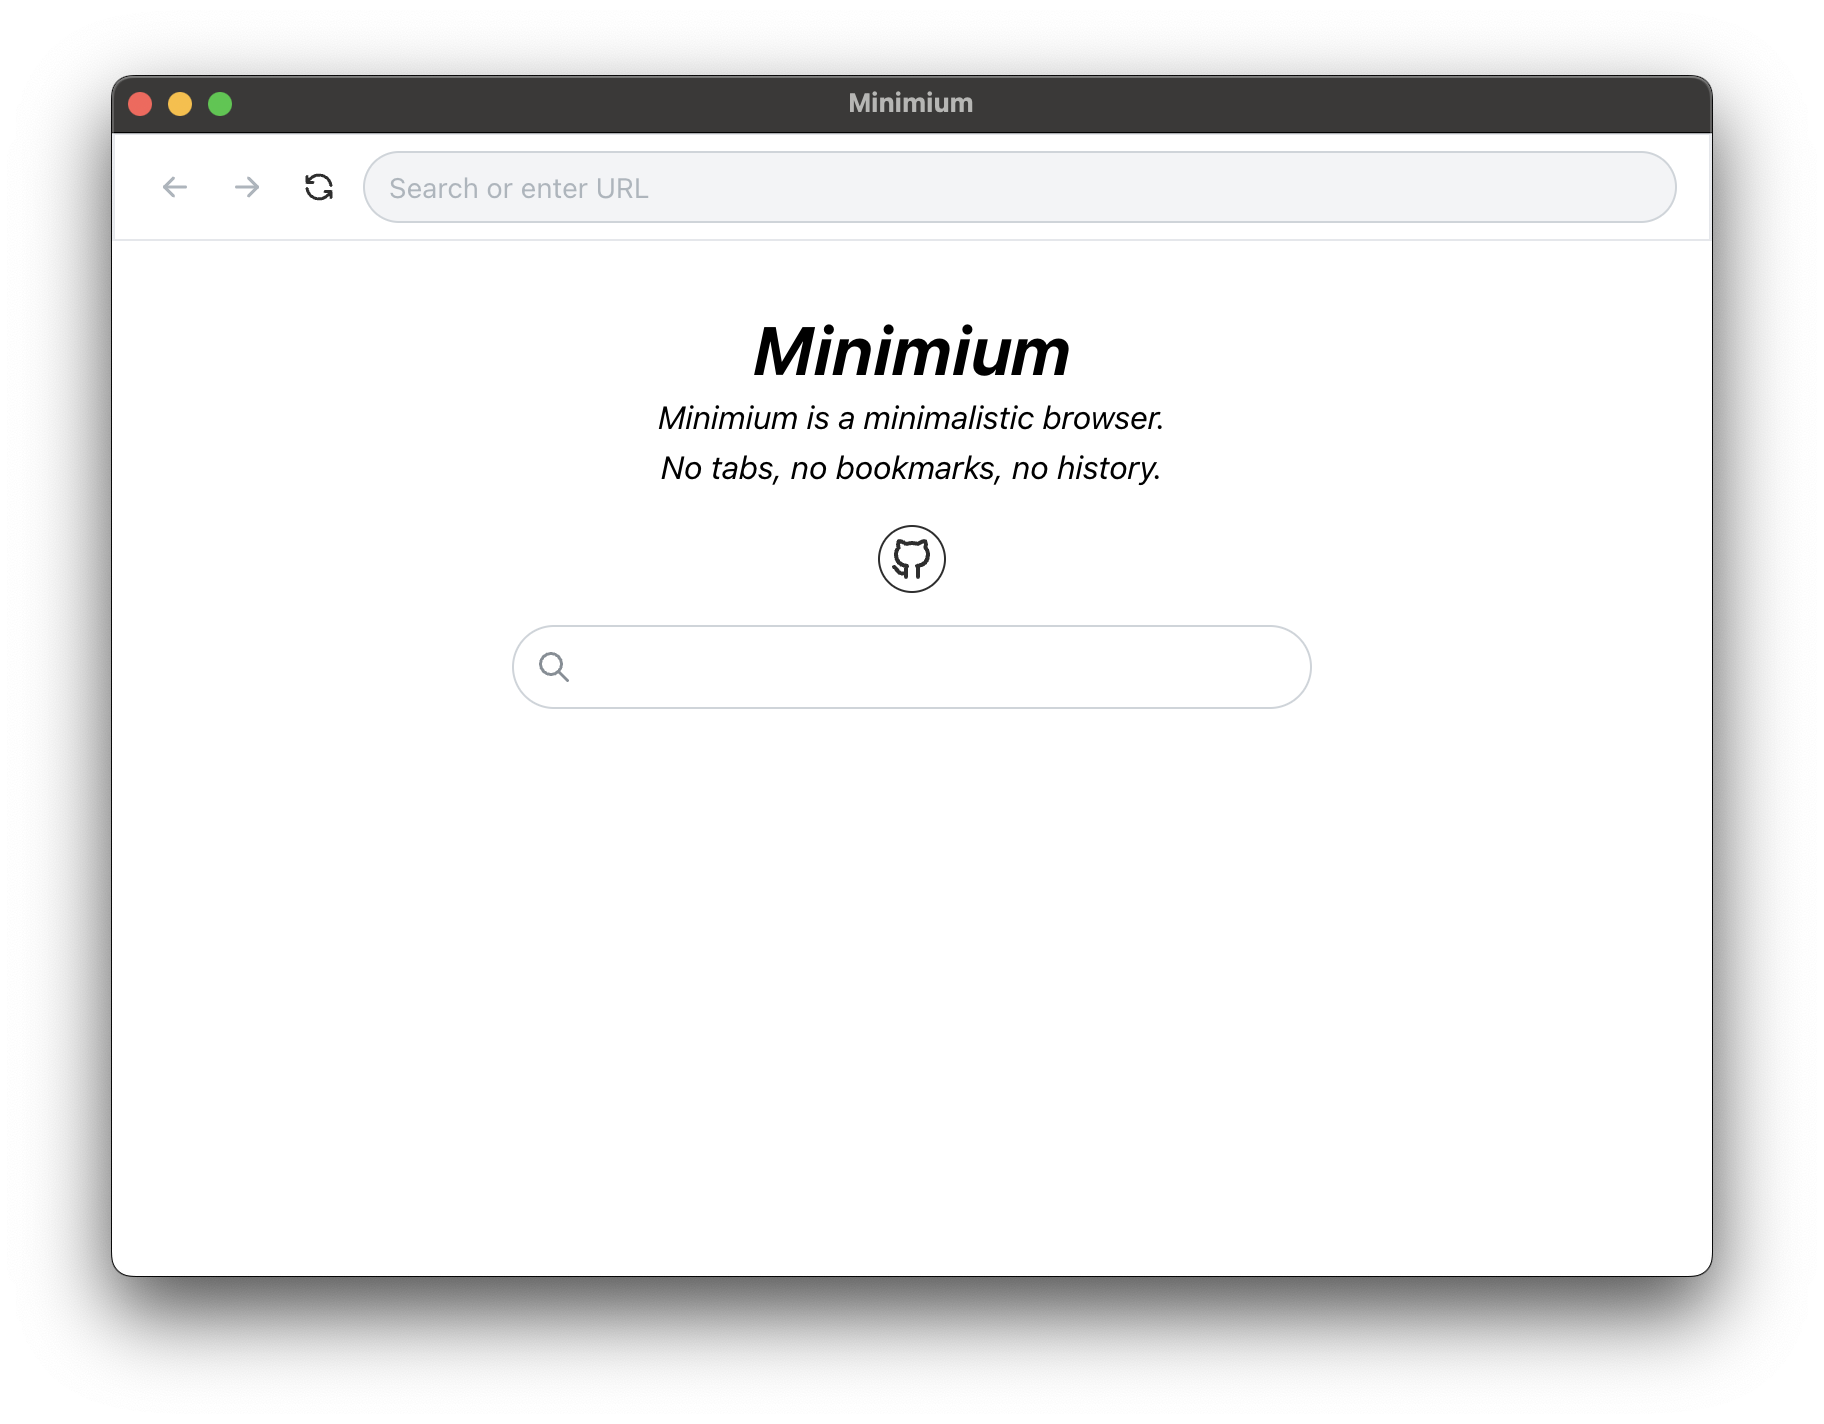 Minimium
Search or enter URL
Minimium
Minimium is a minimalistic browser.
No tabs, no bookmarks, no history.